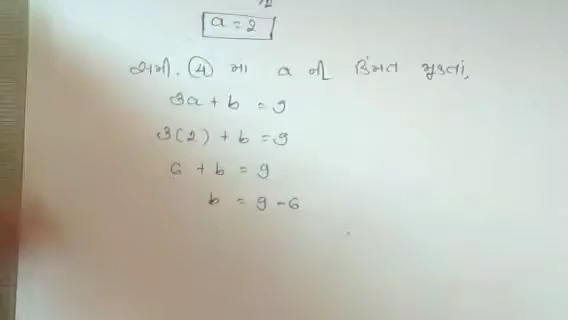 a = 2
સમી. ④ માં a ની કિંમત મૂકતાં,
3a + b = 9
3(2) + b = 9
6 + b = 9
b = 9 - 6